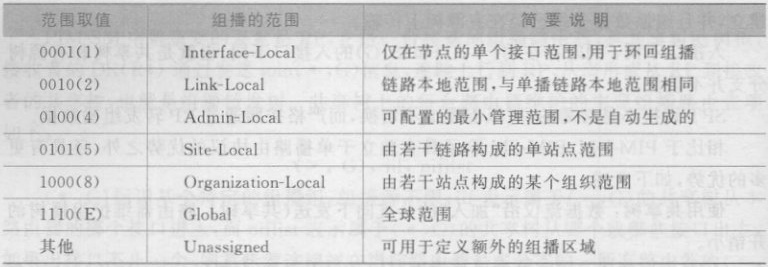 范围取值 组播的范围 简要说明
0001(1) Interface-Local 仅在节点的单个接口范围,用于环回组播
0010(2) Link-Local 链路本地范围,与单播链路本地范围相同
0100(4) Admin-Local 可配置的最小管理范围,不是自动生成的
0101(5) Site-Local 由若干链路构成的单站点范围
1000(8) Organization-Local 由若干站点构成的某个组织范围
1110(E) Global 全球范围
其他 Unassigned 可用于定义额外的组播区域